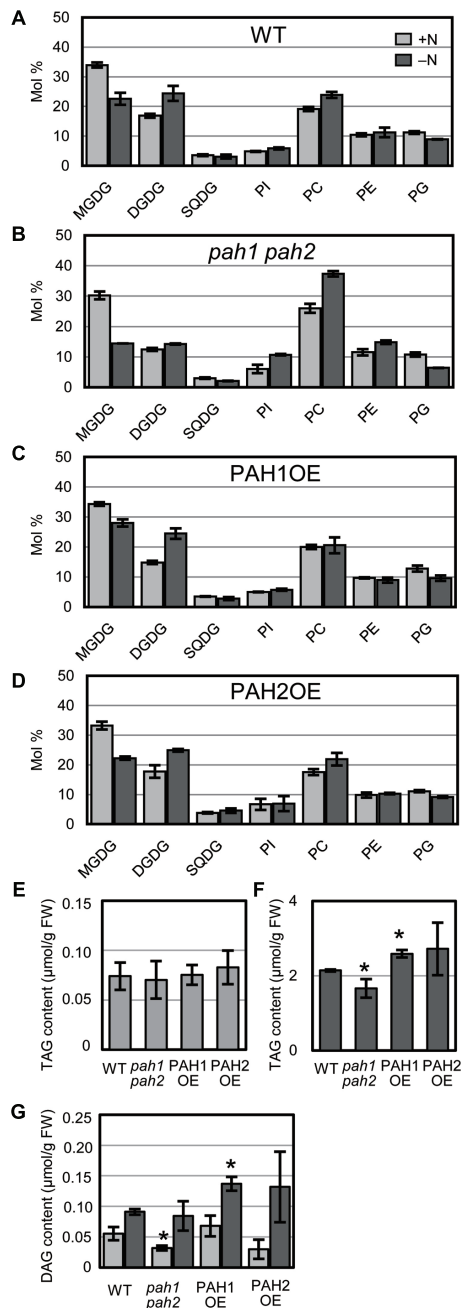 A
WT
+N
–N
Mol %
50
40
30
20
10
0
MGDG DGDG SQDG PI PC PE PG
B
pah1 pah2
Mol %
50
40
30
20
10
0
MGDG DGDG SQDG PI PC PE PG
C
PAH1OE
Mol %
50
40
30
20
10
0
MGDG DGDG SQDG PI PC PE PG
D
PAH2OE
Mol %
50
40
30
20
10
0
MGDG DGDG SQDG PI PC PE PG
E
TAG content (µmol/g FW)
0.15
0.10
0.05
0
WT pah1 PAH1 PAH2
pah2 OE OE
F
TAG content (µmol/g FW)
4
2
0
* *
WT pah1 PAH1 PAH2
pah2 OE OE
G
DAG content (µmol/g FW)
0.25
0.20
0.15
0.10
0.05
0
* *
WT pah1 PAH1 PAH2
pah2 OE OE